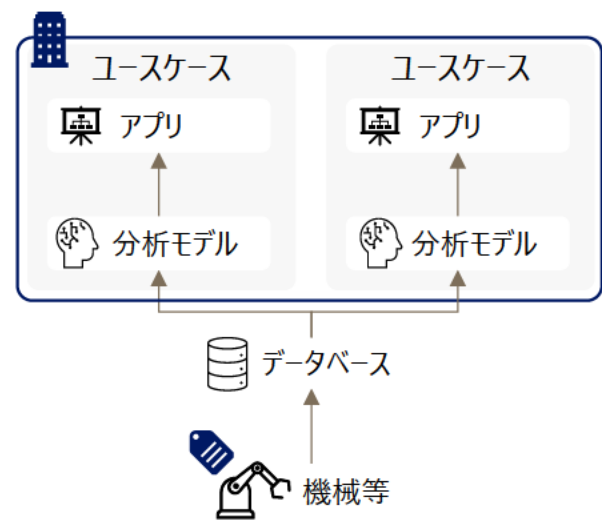 ユースケース
ユースケース
アプリ
アプリ
分析モデル
分析モデル
データベース
機械等